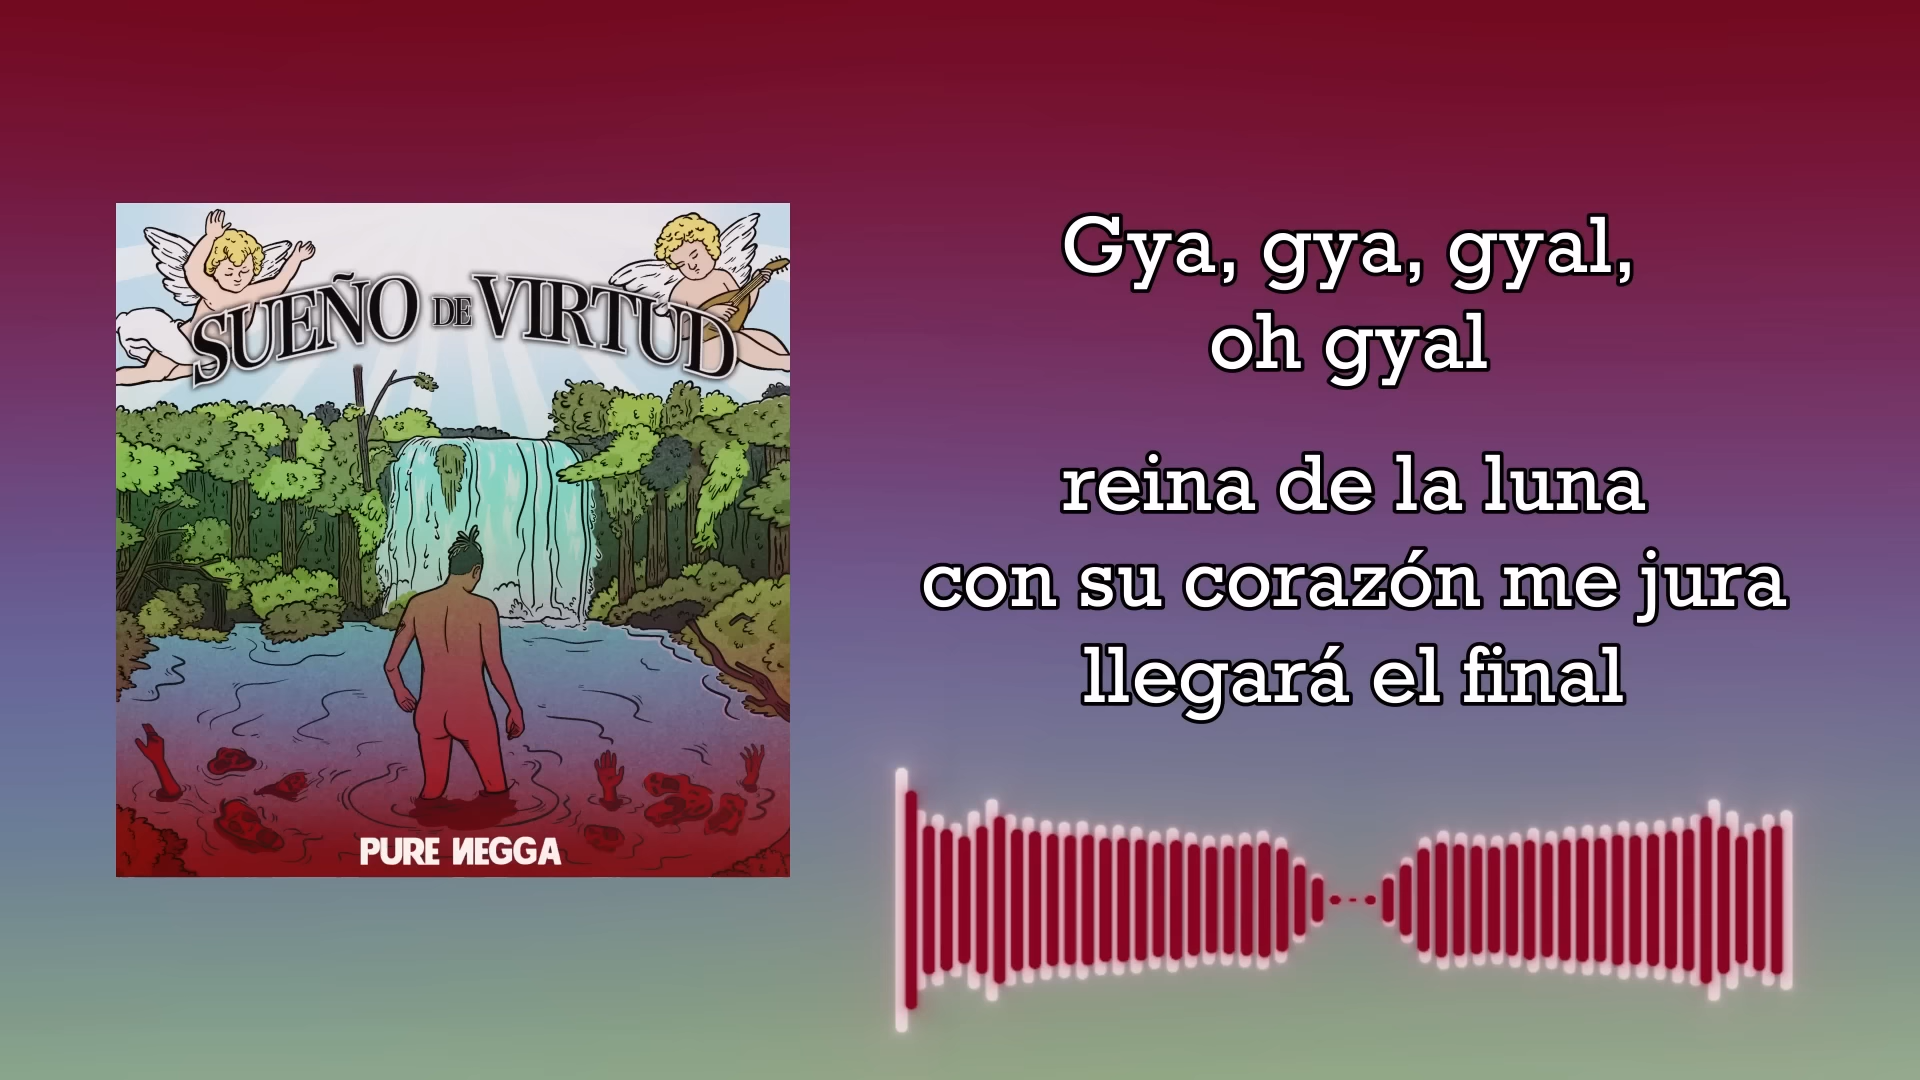 SUEÑO DE VIRTUD
PURE NEGGA
Gya, gya, gyal,
oh gyal
reina de la luna
con su corazón me jura
llegará el final